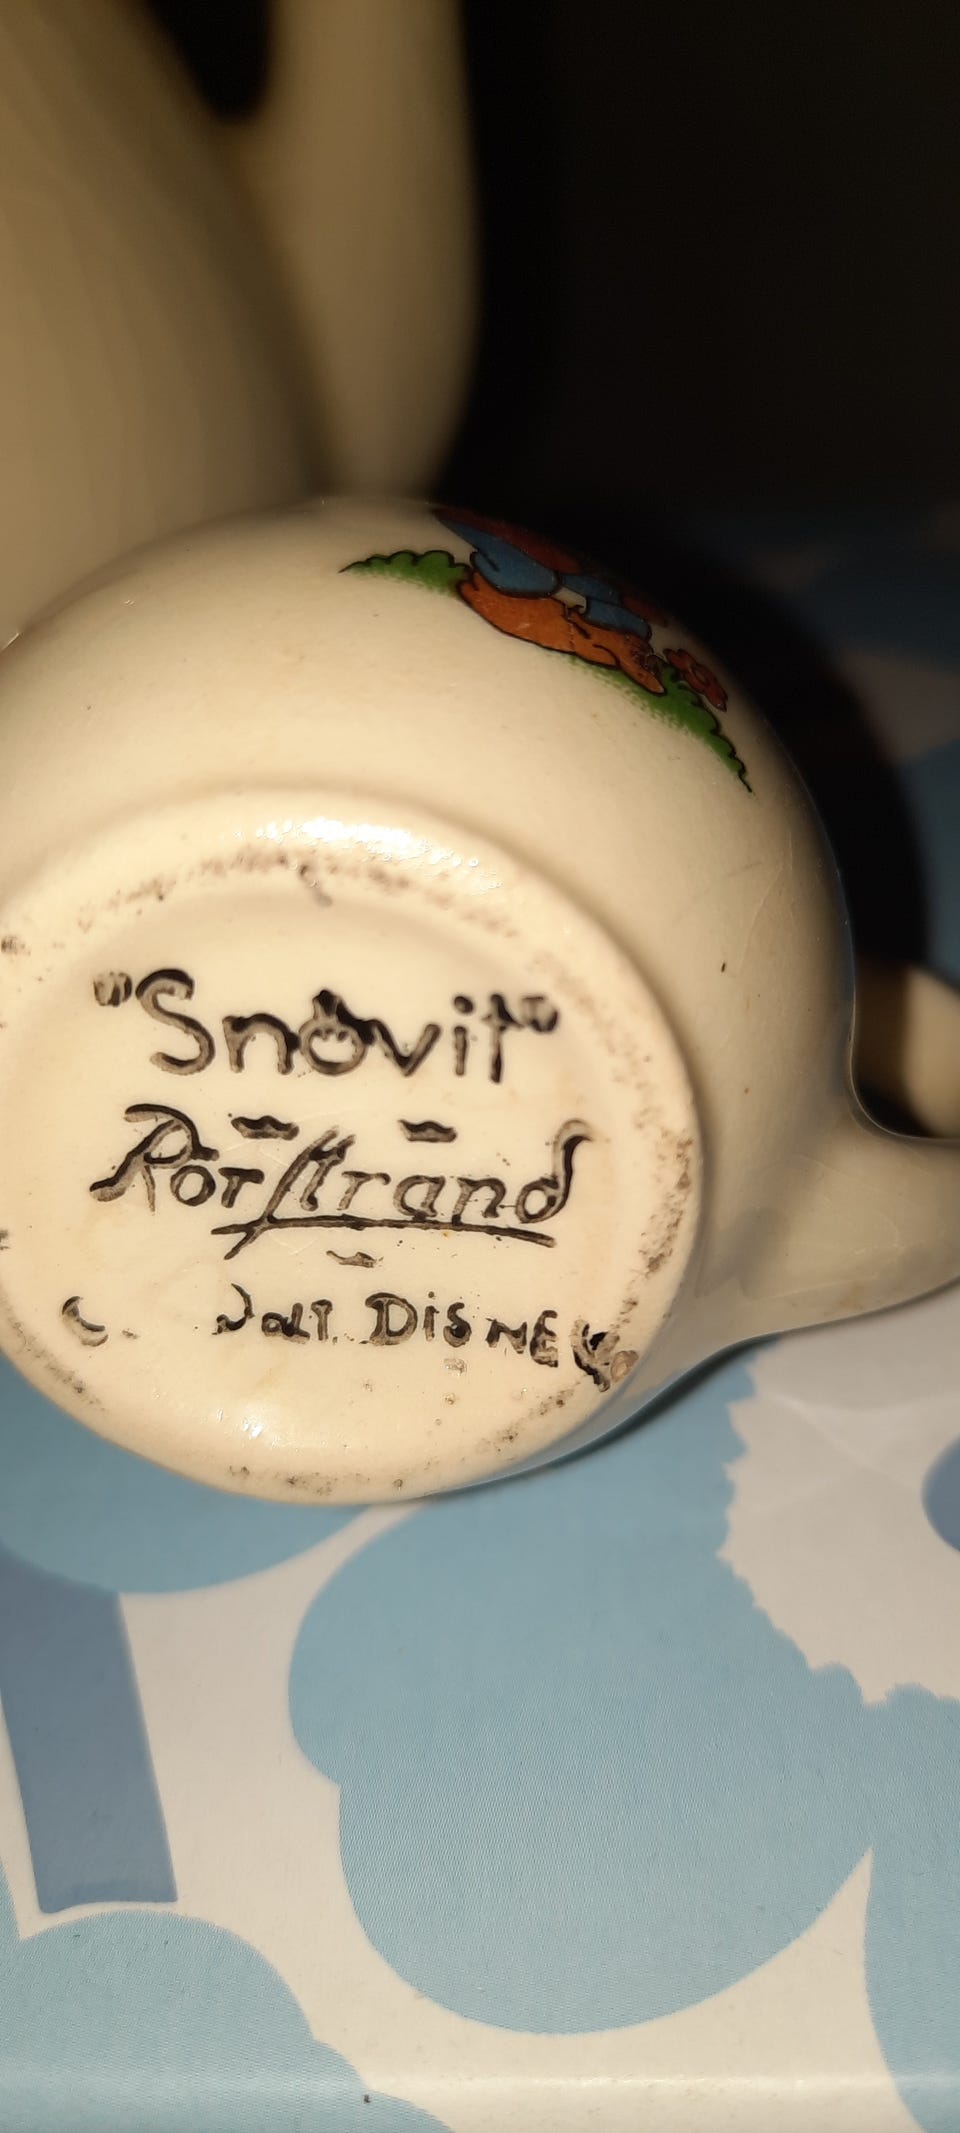 "Snövit"
Rörstrand
Walt Disney